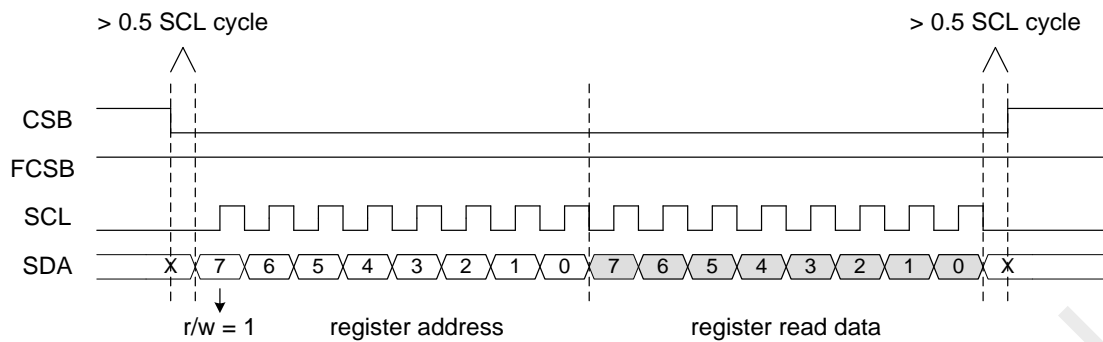 > 0.5 SCL cycle > 0.5 SCL cycle
CSB
FCSB
SCL
SDA X 7 6 5 4 3 2 1 0 7 6 5 4 3 2 1 0 X
r/w = 1 register address register read data